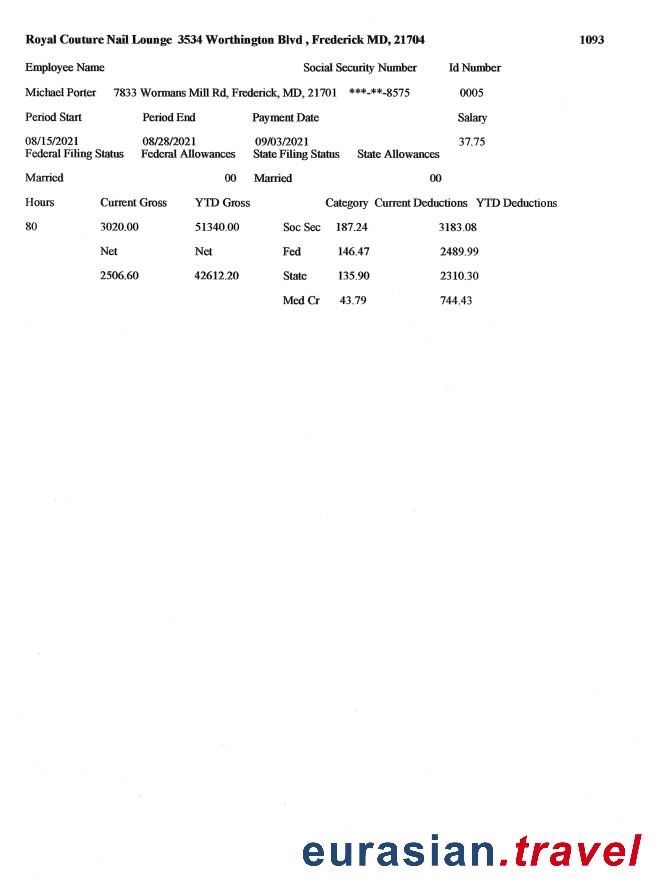 Royal Couture Nail Lounge 3534 Worthington Blvd , Frederick MD, 21704 1093
Employee Name Social Security Number Id Number
Michael Porter 7833 Wormans Mill Rd, Frederick, MD, 21701 ***-**-8575 0005
Period Start Period End Payment Date Salary
08/15/2021 08/28/2021 09/03/2021 37.75
Federal Filing Status Federal Allowances State Filing Status State Allowances
Married 00 Married 00
Hours Current Gross YTD Gross Category Current Deductions YTD Deductions
80 3020.00 51340.00 Soc Sec 187.24 3183.08
Net Net Fed 146.47 2489.99
2506.60 42612.20 State 135.90 2310.30
Med Cr 43.79 744.43
eurasian.travel